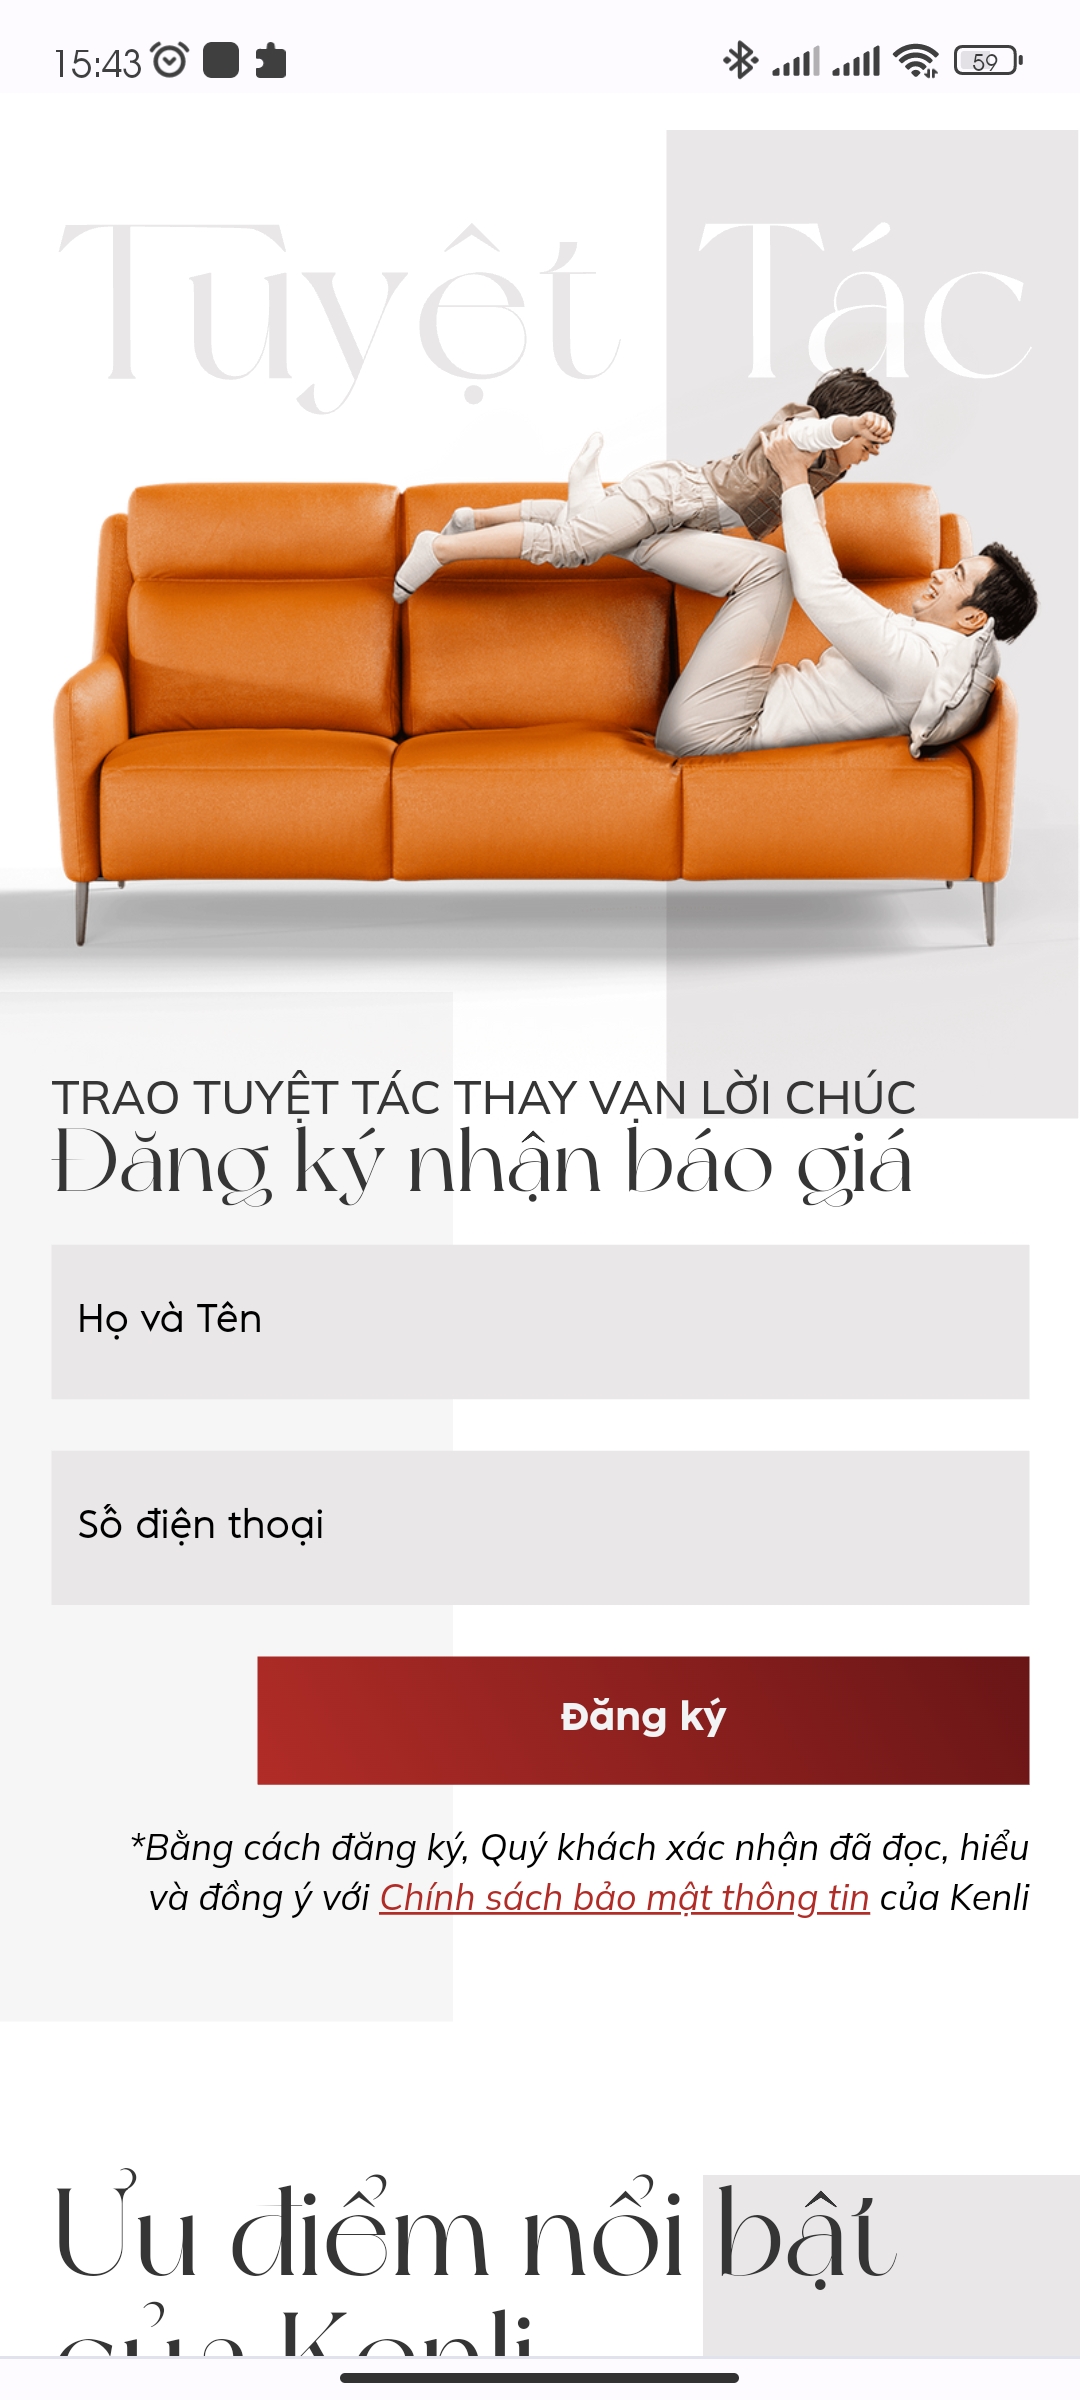 15:43
59
Tuyệt Tác
TRAO TUYỆT TÁC THAY VẠN LỜI CHÚC
Đăng ký nhận báo giá
Họ và Tên
Số điện thoại
Đăng ký
*Bằng cách đăng ký, Quý khách xác nhận đã đọc, hiểu
và đồng ý với Chính sách bảo mật thông tin của Kenli
Ưu điểm nổi bật
của Kenli